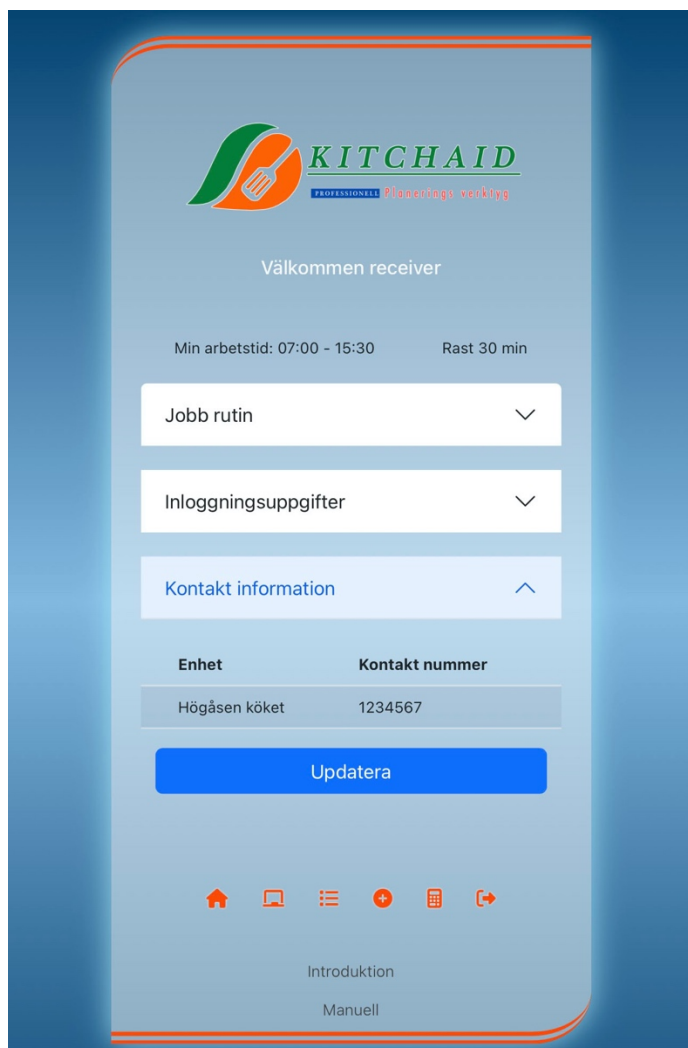 KITCHAID
PROFESSIONELL Planerings verktyg
Välkommen receiver
Min arbetstid: 07:00 - 15:30 Rast 30 min
Jobb rutin
Inloggningsuppgifter
Kontakt information
Enhet Kontakt nummer
Högåsen köket 1234567
Updatera
Introduktion
Manuell